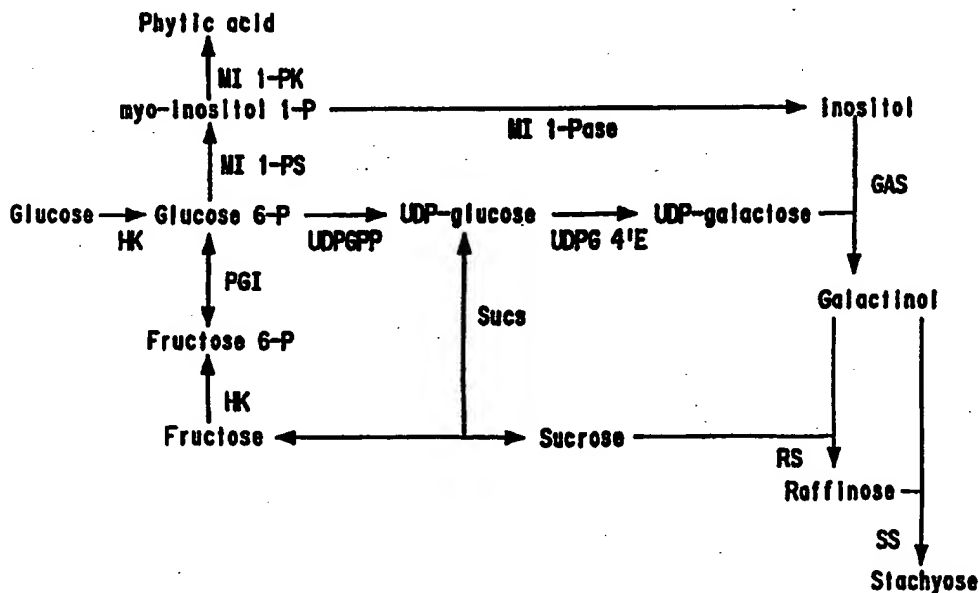 Phytic acid
MI 1-PK
myo-inositol 1-P
Inositol
MI 1-Pase
MI 1-PS
GAS
Glucose
Glucose 6-P
UDP-glucose
UDP-galactose
HK
UDPGPP
UDPG 4'E
PGI
Galactinol
Sucs
Fructose 6-P
HK
Fructose
Sucrose
RS
Raffinose
SS
Stachyose